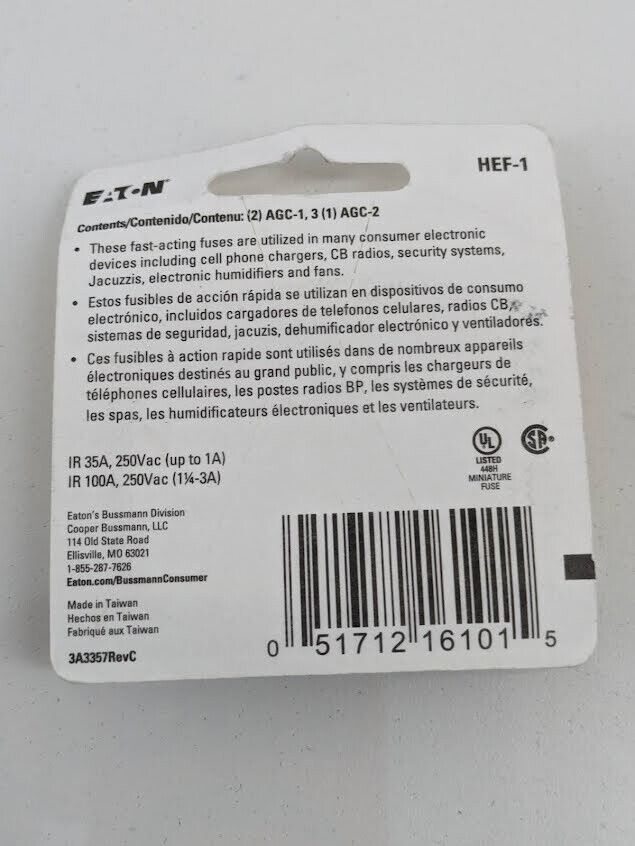 EATON
HEF-1
Contents/Contenido/Contenu: (2) AGC-1, 3 (1) AGC-2
• These fast-acting fuses are utilized in many consumer electronic
devices including cell phone chargers, CB radios, security systems,
Jacuzzis, electronic humidifiers and fans.
• Estos fusibles de acción rápida se utilizan en dispositivos de consumo
electrónico, incluidos cargadores de telefonos celulares, radios CB,
sistemas de seguridad, jacuzis, dehumificador electrónico y ventiladores.
• Ces fusibles à action rapide sont utilisés dans de nombreux appareils
électroniques destinés au grand public, y compris les chargeurs de
téléphones cellulaires, les postes radios BP, les systèmes de sécurité,
les spas, les humidificateurs électroniques et les ventilateurs.
IR 35A, 250Vac (up to 1A)
IR 100A, 250Vac (1¼-3A)
UL
LISTED
448H
MINIATURE
FUSE
SA
Eaton's Bussmann Division
Cooper Bussmann, LLC
114 Old State Road
Ellisville, MO 63021
1-855-287-7626
Eaton.com/BussmannConsumer
Made in Taiwan
Hechos en Taiwan
Fabriqué aux Taiwan
3A3357RevC
0 51712 16101 5